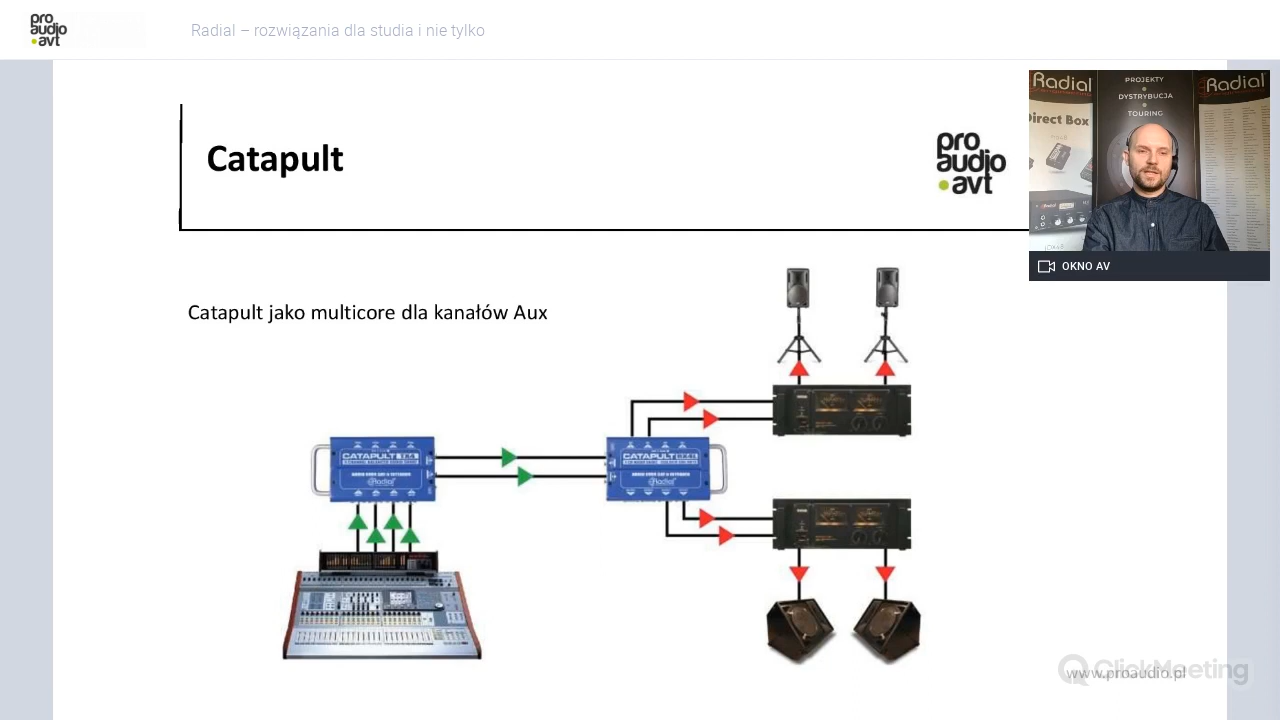 pro
audio
.avt
Radial – rozwiązania dla studia i nie tylko
Catapult
pro
audio
.avt
Radial
PROJEKTY
DYSTRYBUCJA
TOURING
Radial
Direct Box
OKNO AV
Catapult jako multicore dla kanałów Aux
CATAPULT
Radial
CATAPULT
Radial
ClickMeeting
www.proaudio.pl